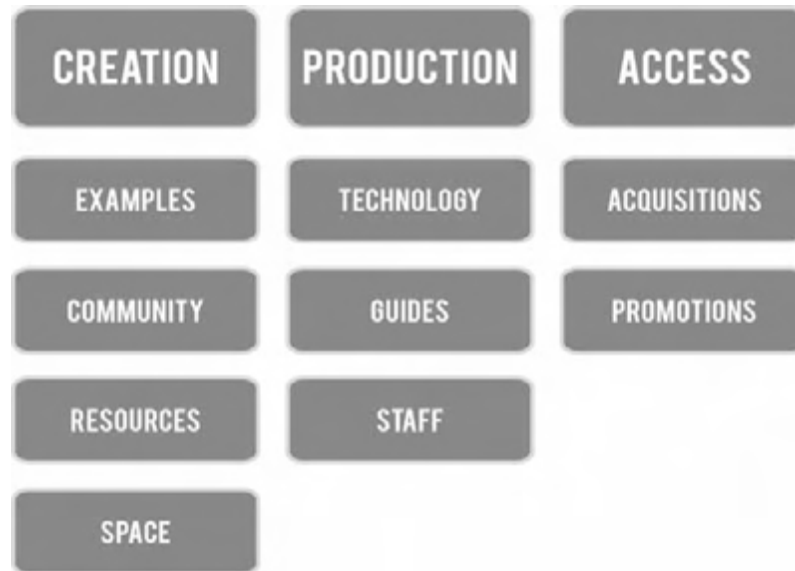 CREATION
PRODUCTION
ACCESS
EXAMPLES
TECHNOLOGY
ACQUISITIONS
COMMUNITY
GUIDES
PROMOTIONS
RESOURCES
STAFF
SPACE